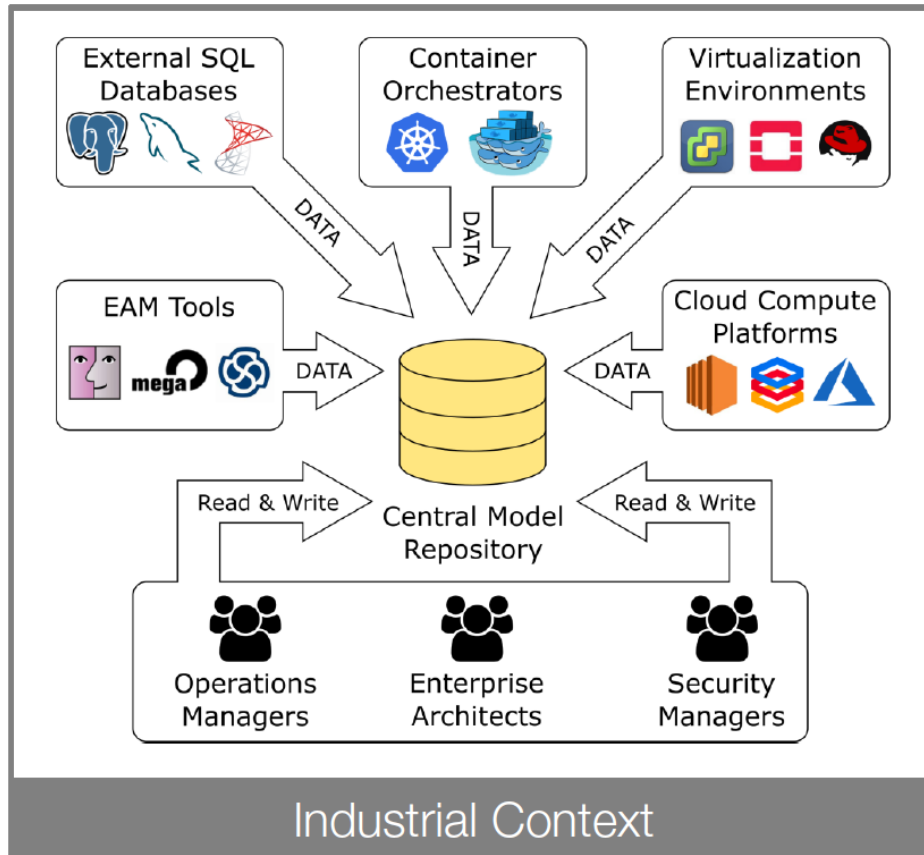 External SQL
Databases
Container
Orchestrators
Virtualization
Environments
DATA
DATA
DATA
EAM Tools
mega
DATA
Cloud Compute
Platforms
DATA
Read & Write
Read & Write
Central Model
Repository
Operations
Managers
Enterprise
Architects
Security
Managers
Industrial Context